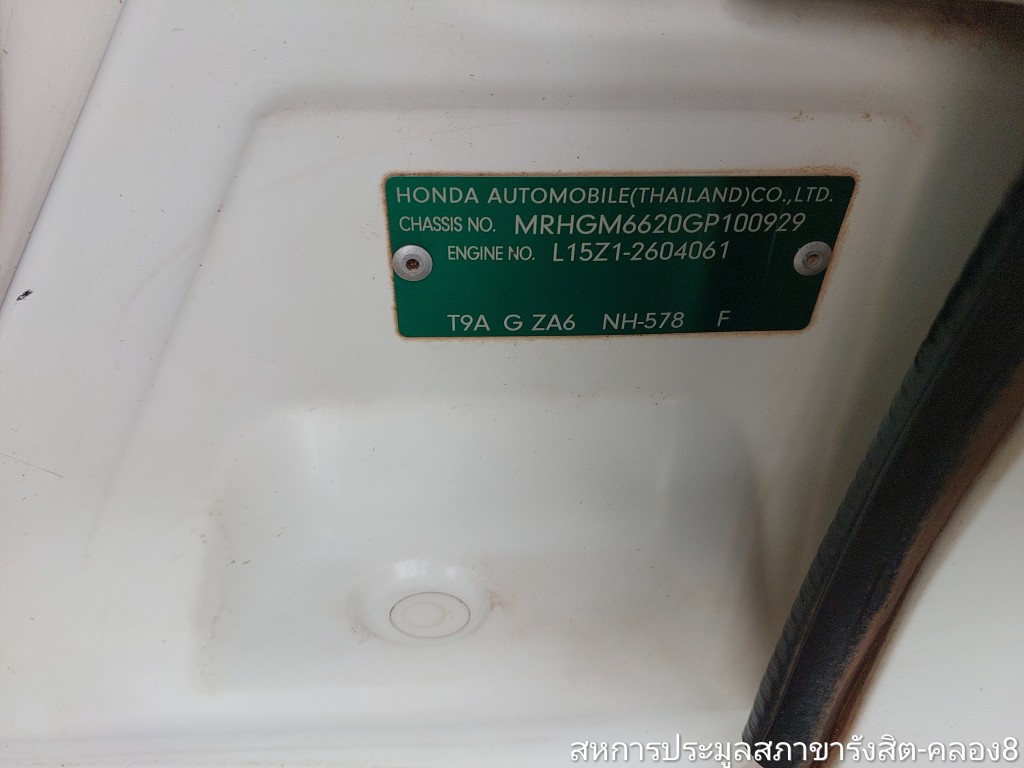 HONDA AUTOMOBILE(THAILAND)CO.,LTD.
CHASSIS NO. MRHGM6620GP100929
ENGINE NO. L15Z1-2604061
T9A G ZA6 NH-578 F
สหการประมูลสภาขารังสิต-คลอง8